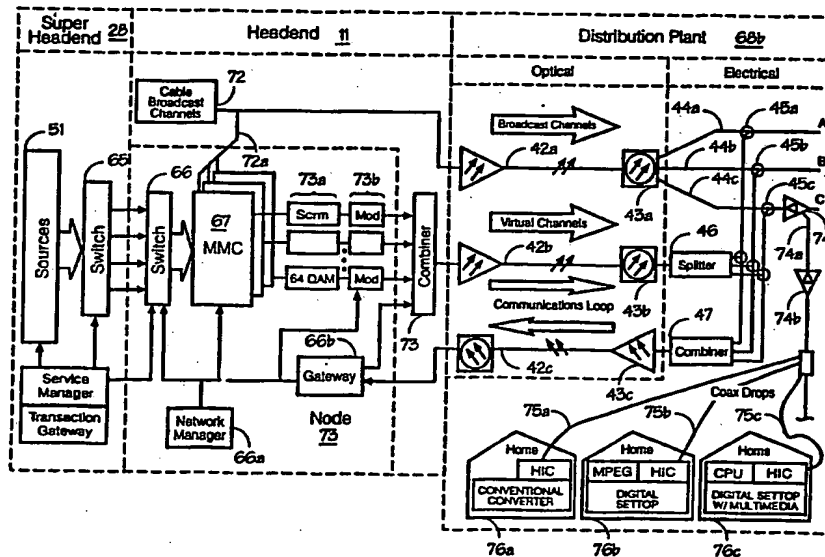 Super
Headend 28
Headend 11
Distribution Plant 68b
Optical
Electrical
72
Cable
Broadcast
Channels
72a
51
Sources
65
Switch
66
Switch
67
MMC
73a
73b
Scrm
Mod
64 QAM
Mod
Combiner
73
Broadcast Channels
42a
43a
44a
44b
44c
45a
45b
45c
A
B
C
74
74a
74b
Virtual Channels
42b
43b
46
Splitter
Communications Loop
47
Combiner
42c
43c
66b
Gateway
Service
Manager
Transaction
Gateway
Network
Manager
66a
Node
73
Coax Drops
75a
75b
75c
Home
HIC
CONVENTIONAL
CONVERTER
76a
Home
MPEG HIC
DIGITAL
SETTOP
76b
Home
CPU HIC
DIGITAL SETTOP
W/ MULTIMEDIA
76c